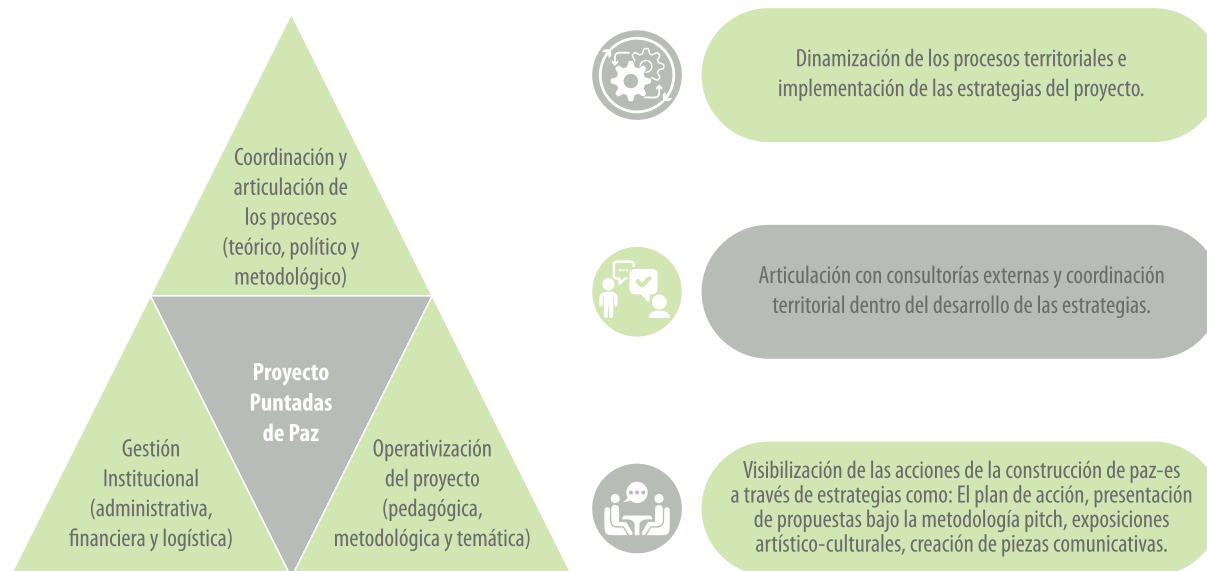 Coordinación y
articulación de
los procesos
(teórico, político y
metodológico)
Proyecto
Puntadas
de Paz
Gestión
Institucional
(administrativa,
financiera y logística)
Operativización
del proyecto
(pedagógica,
metodológica y temática)
Dinamización de los procesos territoriales e
implementación de las estrategias del proyecto.
Articulación con consultorías externas y coordinación
territorial dentro del desarrollo de las estrategias.
Visibilización de las acciones de la construcción de paz-es
a través de estrategias como: El plan de acción, presentación
de propuestas bajo la metodología pitch, exposiciones
artístico-culturales, creación de piezas comunicativas.